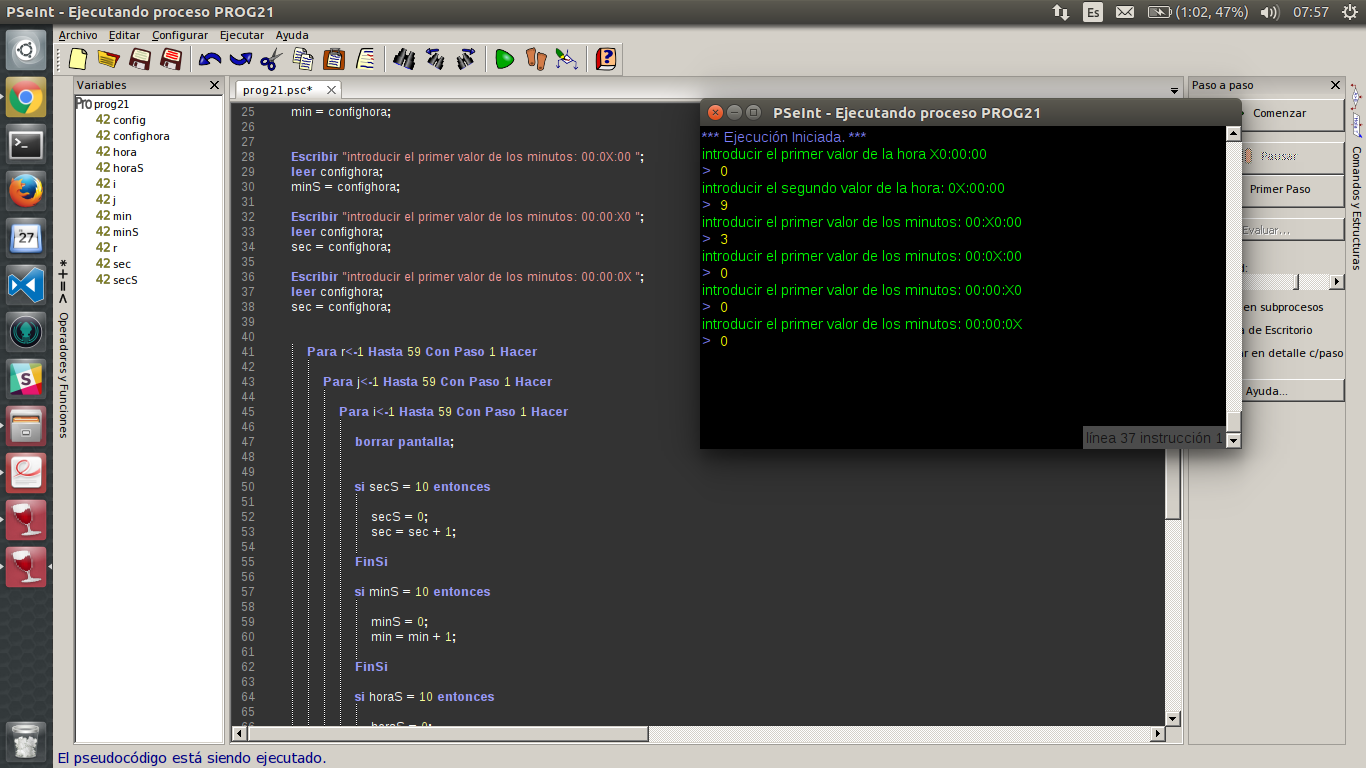 PSeInt - Ejecutando proceso PROG21
Es
(1:02, 47%)
07:57
Archivo Editar Configurar Ejecutar Ayuda
Variables
prog21
42 config
42 confighora
42 hora
42 horaS
42 i
42 j
42 min
42 minS
42 r
42 sec
42 secS
*+=< Operadores y Funciones
prog21.psc*
25 min = confighora;
26
27
28 Escribir "introducir el primer valor de los minutos: 00:0X:00 ";
29 leer confighora;
30 minS = confighora;
31
32 Escribir "introducir el primer valor de los minutos: 00:00:X0 ";
33 leer confighora;
34 sec = confighora;
35
36 Escribir "introducir el primer valor de los minutos: 00:00:0X ";
37 leer confighora;
38 sec = confighora;
39
40
41 Para r<-1 Hasta 59 Con Paso 1 Hacer
42
43 Para j<-1 Hasta 59 Con Paso 1 Hacer
44
45 Para i<-1 Hasta 59 Con Paso 1 Hacer
46
47 borrar pantalla;
48
49
50 si secS = 10 entonces
51
52 secS = 0;
53 sec = sec + 1;
54
55 FinSi
56
57 si minS = 10 entonces
58
59 minS = 0;
60 min = min + 1;
61
62 FinSi
63
64 si horaS = 10 entonces
65
66 horaS = 0;
PSeInt - Ejecutando proceso PROG21
*** Ejecución Iniciada. ***
introducir el primer valor de la hora X0:00:00
> 0
introducir el segundo valor de la hora: 0X:00:00
> 9
introducir el primer valor de los minutos: 00:X0:00
> 3
introducir el primer valor de los minutos: 00:0X:00
> 0
introducir el primer valor de los minutos: 00:00:X0
> 0
introducir el primer valor de los minutos: 00:00:0X
> 0
línea 37 instrucción 1
Paso a paso
Comenzar
Pausar
Primer Paso
Evaluar...
d:
en subprocesos
a de Escritorio
ar en detalle c/paso
Ayuda...
Comandos y Estructuras
27
El pseudocódigo está siendo ejecutado.